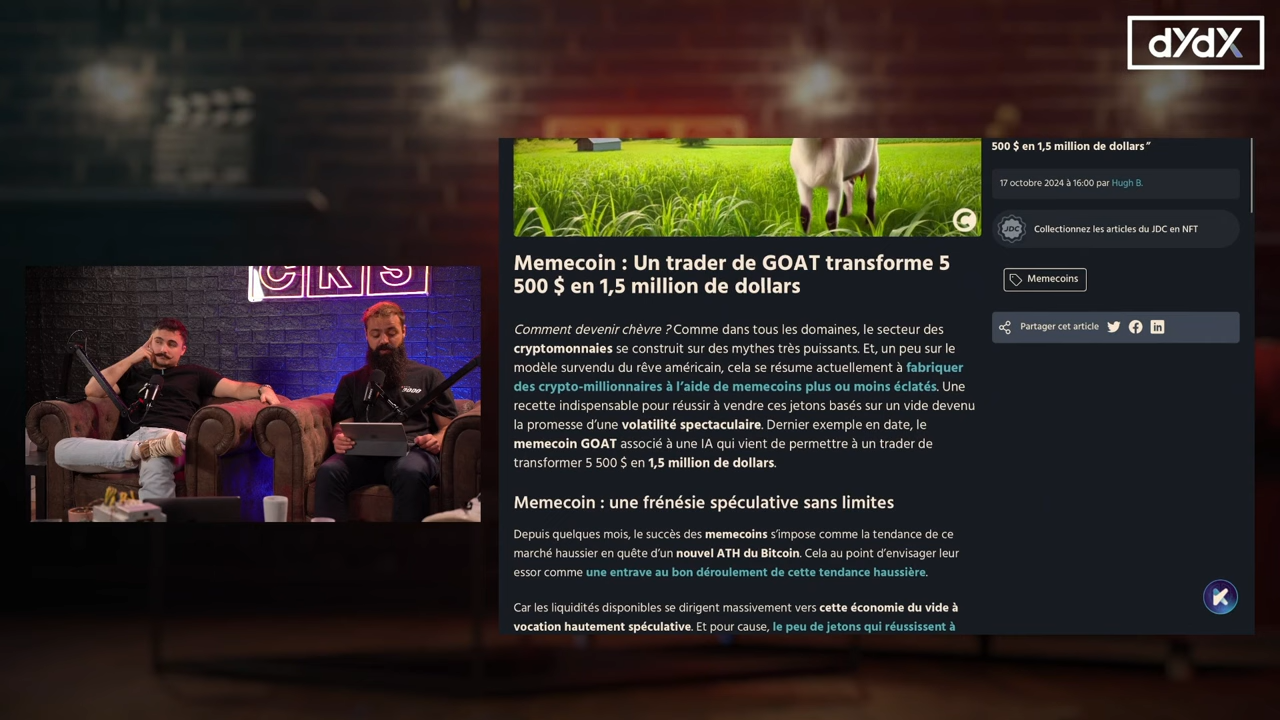 dYdX
CKS
9000
Memecoin : Un trader de GOAT transforme 5
500 $ en 1,5 million de dollars
Comment devenir chèvre ? Comme dans tous les domaines, le secteur des
cryptomonnaies se construit sur des mythes très puissants. Et, un peu sur le
modèle survendu du rêve américain, cela se résume actuellement à fabriquer
des crypto-millionnaires à l’aide de memecoins plus ou moins éclatés. Une
recette indispensable pour réussir à vendre ces jetons basés sur un vide devenu
la promesse d’une volatilité spectaculaire. Dernier exemple en date, le
memecoin GOAT associé à une IA qui vient de permettre à un trader de
transformer 5 500 $ en 1,5 million de dollars.
Memecoin : une frénésie spéculative sans limites
Depuis quelques mois, le succès des memecoins s’impose comme la tendance de ce
marché haussier en quête d’un nouvel ATH du Bitcoin. Cela au point d’envisager leur
essor comme une entrave au bon déroulement de cette tendance haussière.
Car les liquidités disponibles se dirigent massivement vers cette économie du vide à
vocation hautement spéculative. Et pour cause, le peu de jetons qui réussissent à
500 $ en 1,5 million de dollars”
17 octobre 2024 à 16:00 par Hugh B.
JDC
Collectionnez les articles du JDC en NFT
Memecoins
Partager cet article